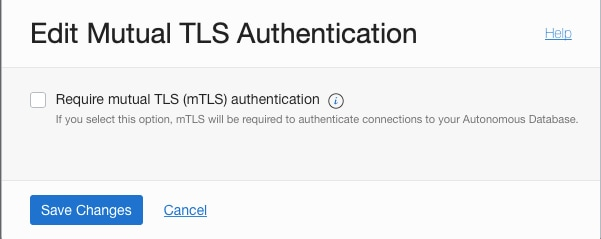 Edit Mutual TLS Authentication
Help
Require mutual TLS (mTLS) authentication i
If you select this option, mTLS will be required to authenticate connections to your Autonomous Database.
Save Changes
Cancel